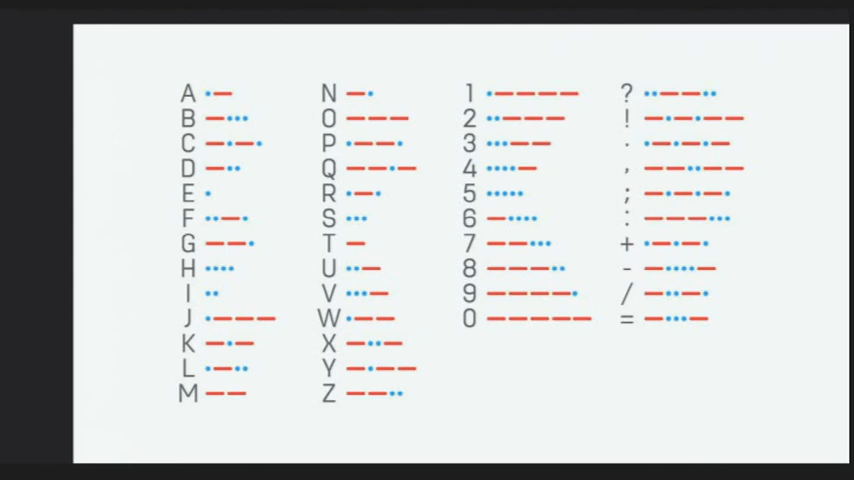 A ·—
B —···
C —·—·
D —··
E ·
F ··—·
G ——·
H ····
I ··
J ·———
K —·—
L ·—··
M ——
N —·
O ———
P ·——·
Q ——·—
R ·—·
S ···
T —
U ··—
V ···—
W ·——
X —··—
Y —·——
Z ——··
1 ·————
2 ··———
3 ···——
4 ····—
5 ·····
6 —····
7 ——···
8 ———··
9 ————·
0 —————
? ··——··
! —·—·——
. ·—·—·—
, ——··——
; —·—·—·
: ———···
+ ·—·—·
- —····—
/ —··—·
= —···—